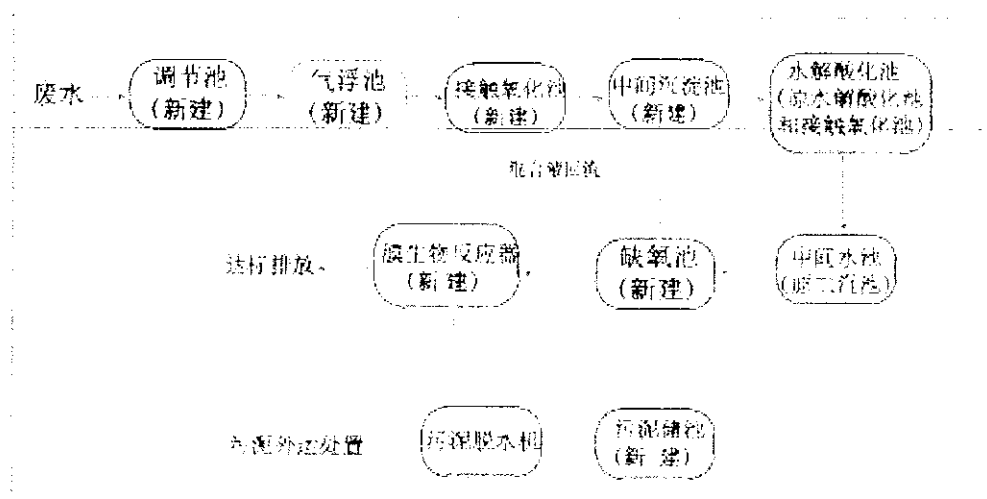 废水
调节池
(新建)
气浮池
(新建)
接触氧化池
(新建)
中间沉淀池
(新建)
水解酸化池
(原水解酸化池
和接触氧化池)
混合液回流
达标排放
膜生物反应器
(新建)
缺氧池
(新建)
中间水池
(原二沉池)
污泥外运处置
污泥脱水机
污泥储池
(新建)